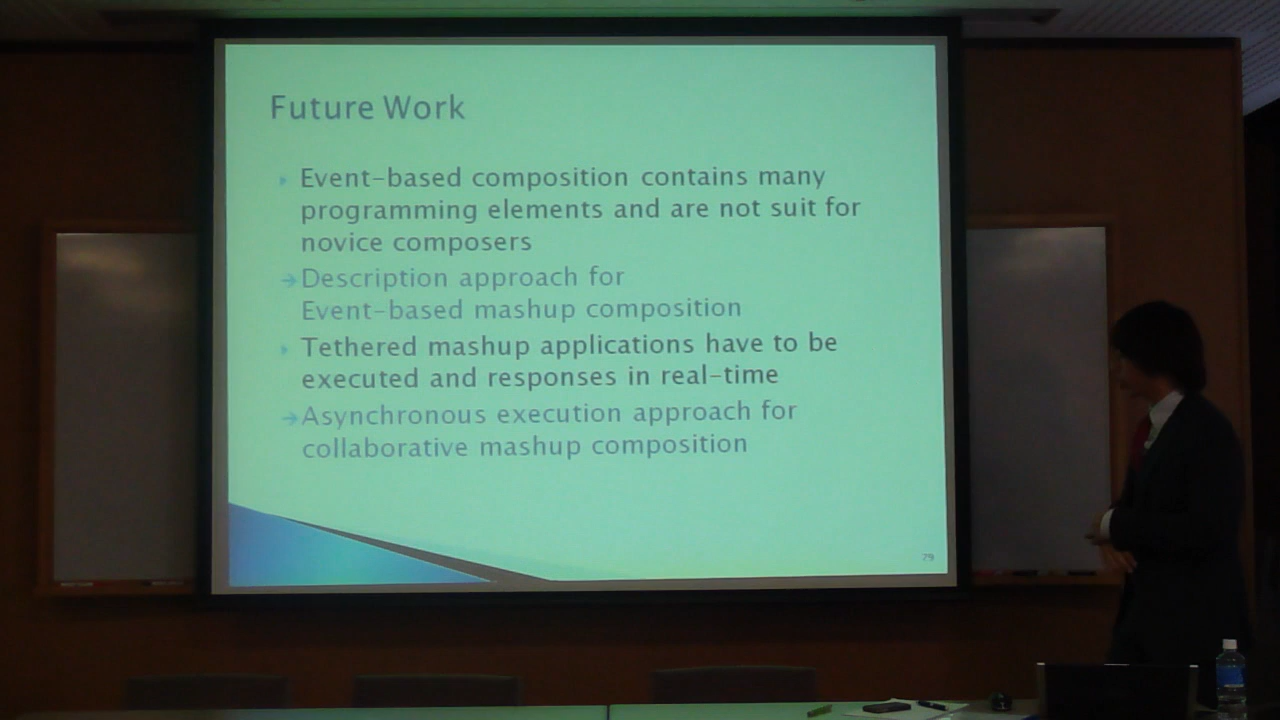 Future Work
Event-based composition contains many
programming elements and are not suit for
novice composers
→Description approach for
Event-based mashup composition
Tethered mashup applications have to be
executed and responses in real-time
→Asynchronous execution approach for
collaborative mashup composition
29